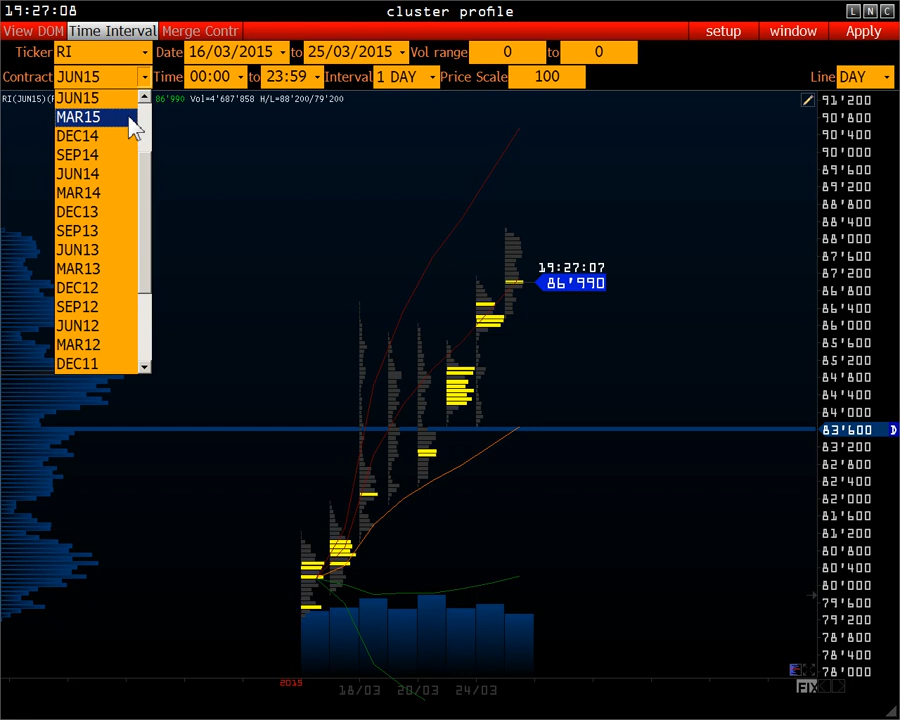 19:27:08 cluster profile L N C
View DOM Time Interval Merge Contr setup window Apply
Ticker RI Date 16/03/2015 to 25/03/2015 Vol range 0 to 0
Contract JUN15 Time 00:00 to 23:59 Interval 1 DAY Price Scale 100 Line DAY
RI(JUN15)( 86'990 Vol=4'687'858 H/L=88'200/79'200
JUN15
MAR15
DEC14
SEP14
JUN14
MAR14
DEC13
SEP13
JUN13
MAR13
DEC12
SEP12
JUN12
MAR12
DEC11
19:27:07
86'990
91'200
90'800
90'400
90'000
89'600
89'200
88'800
88'400
88'000
87'600
87'200
86'800
86'400
86'000
85'600
85'200
84'800
84'400
84'000
83'600 D
83'200
82'800
82'400
82'000
81'600
81'200
80'800
80'400
80'000
79'600
79'200
78'800
78'400
78'000
2015 18/03 20/03 24/03
FIX